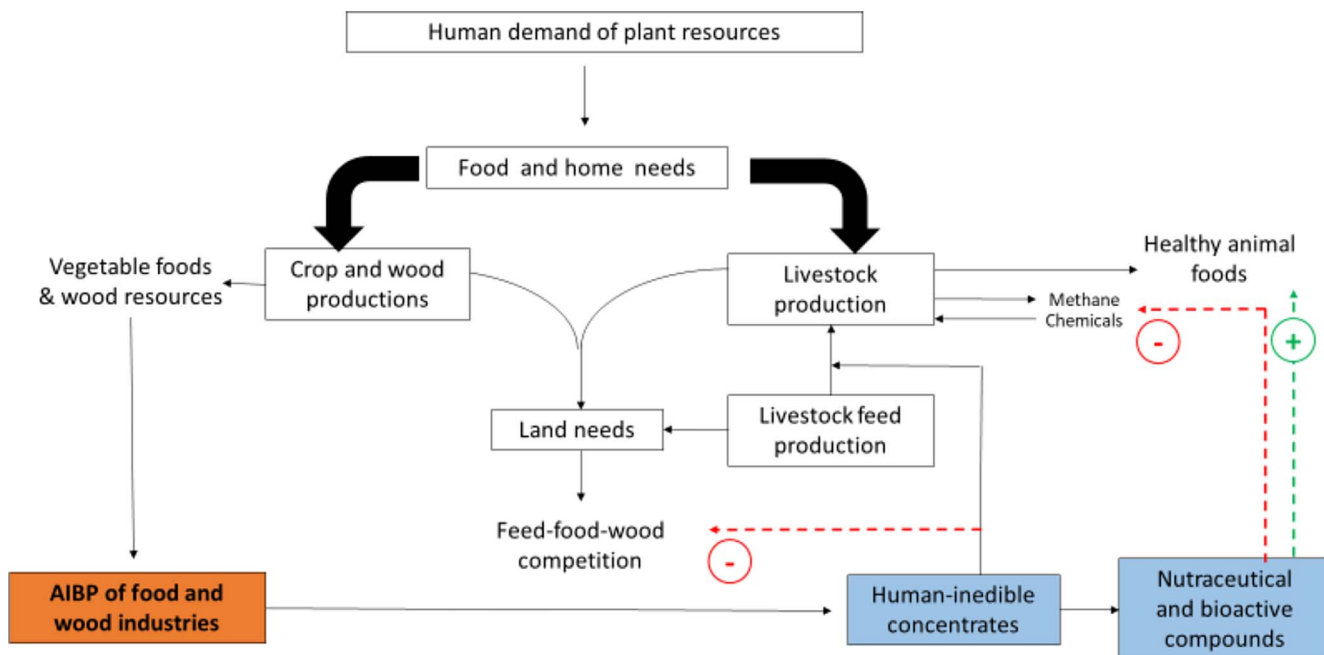 Human demand of plant resources
Food and home needs
Vegetable foods
& wood resources
Crop and wood
productions
Livestock
production
Healthy animal
foods
Methane
Chemicals
-
+
Land needs
Livestock feed
production
Feed-food-wood
competition
-
AIBP of food and
wood industries
Human-inedible
concentrates
Nutraceutical
and bioactive
compounds